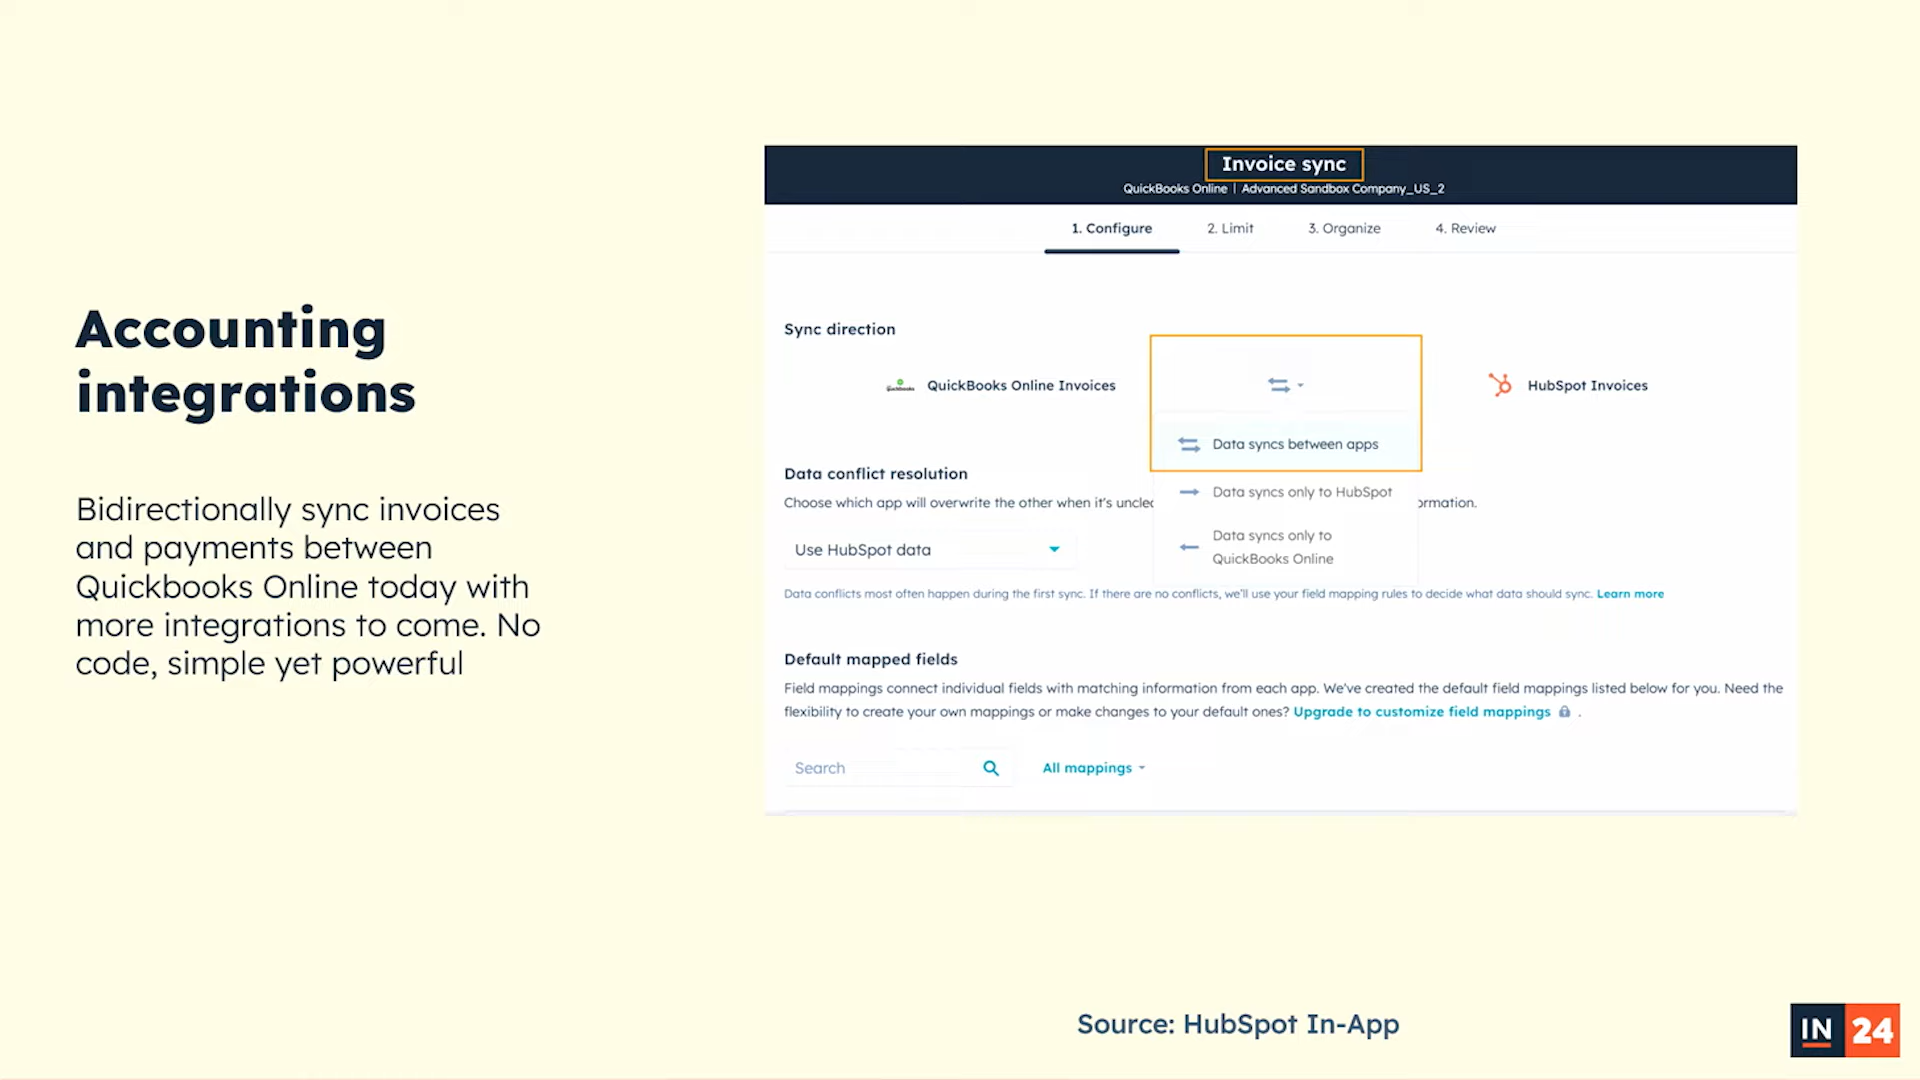 Accounting
integrations
Bidirectionally sync invoices
and payments between
Quickbooks Online today with
more integrations to come. No
code, simple yet powerful
Invoice sync
QuickBooks Online | Advanced Sandbox Company_US_2
1. Configure 2. Limit 3. Organize 4. Review
Sync direction
quickbooks QuickBooks Online Invoices
HubSpot Invoices
Data syncs between apps
Data syncs only to HubSpot
Data syncs only to
QuickBooks Online
Data conflict resolution
Choose which app will overwrite the other when it's
Use HubSpot data
Data conflicts most often happen during the first sync. If there are no conflicts, we'll use your field mapping rules to decide what data should sync. Learn more
Default mapped fields
Field mappings connect individual fields with matching information from each app. We've created the default field mappings listed below for you. Need the
flexibility to create your own mappings or make changes to your default ones? Upgrade to customize field mappings .
Search
All mappings
Source: HubSpot In-App
IN 24